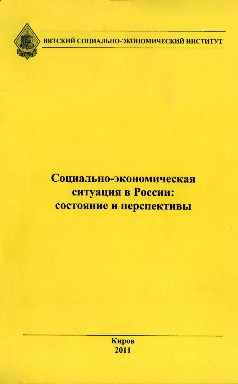 ВЯТСКИЙ СОЦИАЛЬНО-ЭКОНОМИЧЕСКИЙ ИНСТИТУТ
Социально-экономическая
ситуация в России:
состояние и перспективы
Киров
2011